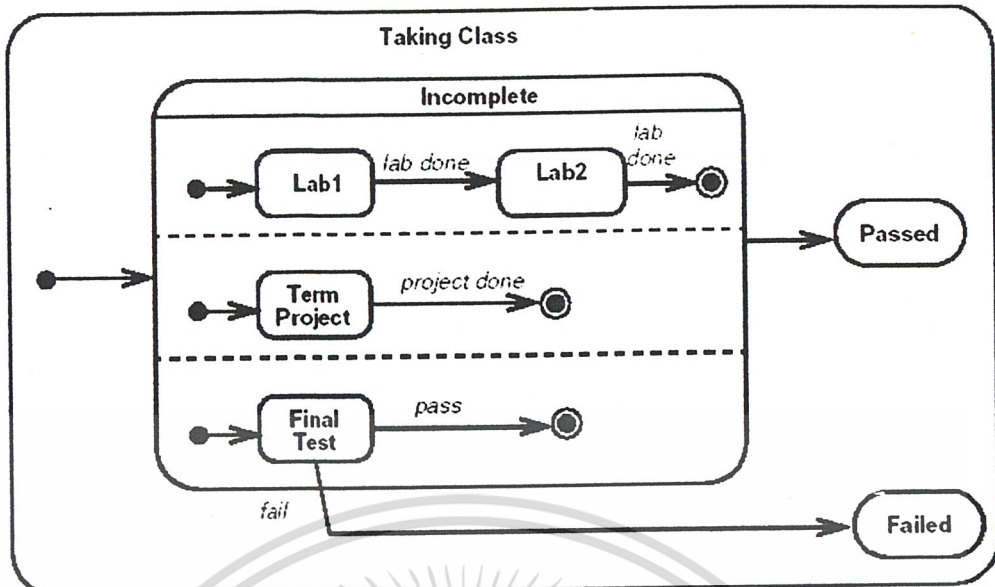 Taking Class
Incomplete
Lab1
lab done
Lab2
lab
done
Term
Project
project done
Final
Test
pass
fail
Passed
Failed